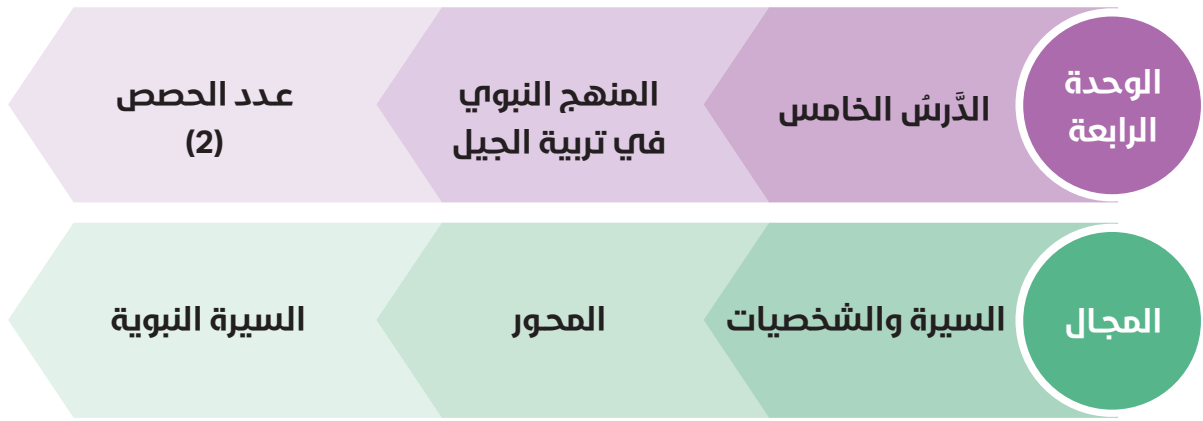 الوحدة
الرابعة
الدَّرسُ الخامس
المنهج النبوي
في تربية الجيل
عدد الحصص
(2)
المجال
السيرة والشخصيات
المحور
السيرة النبوية